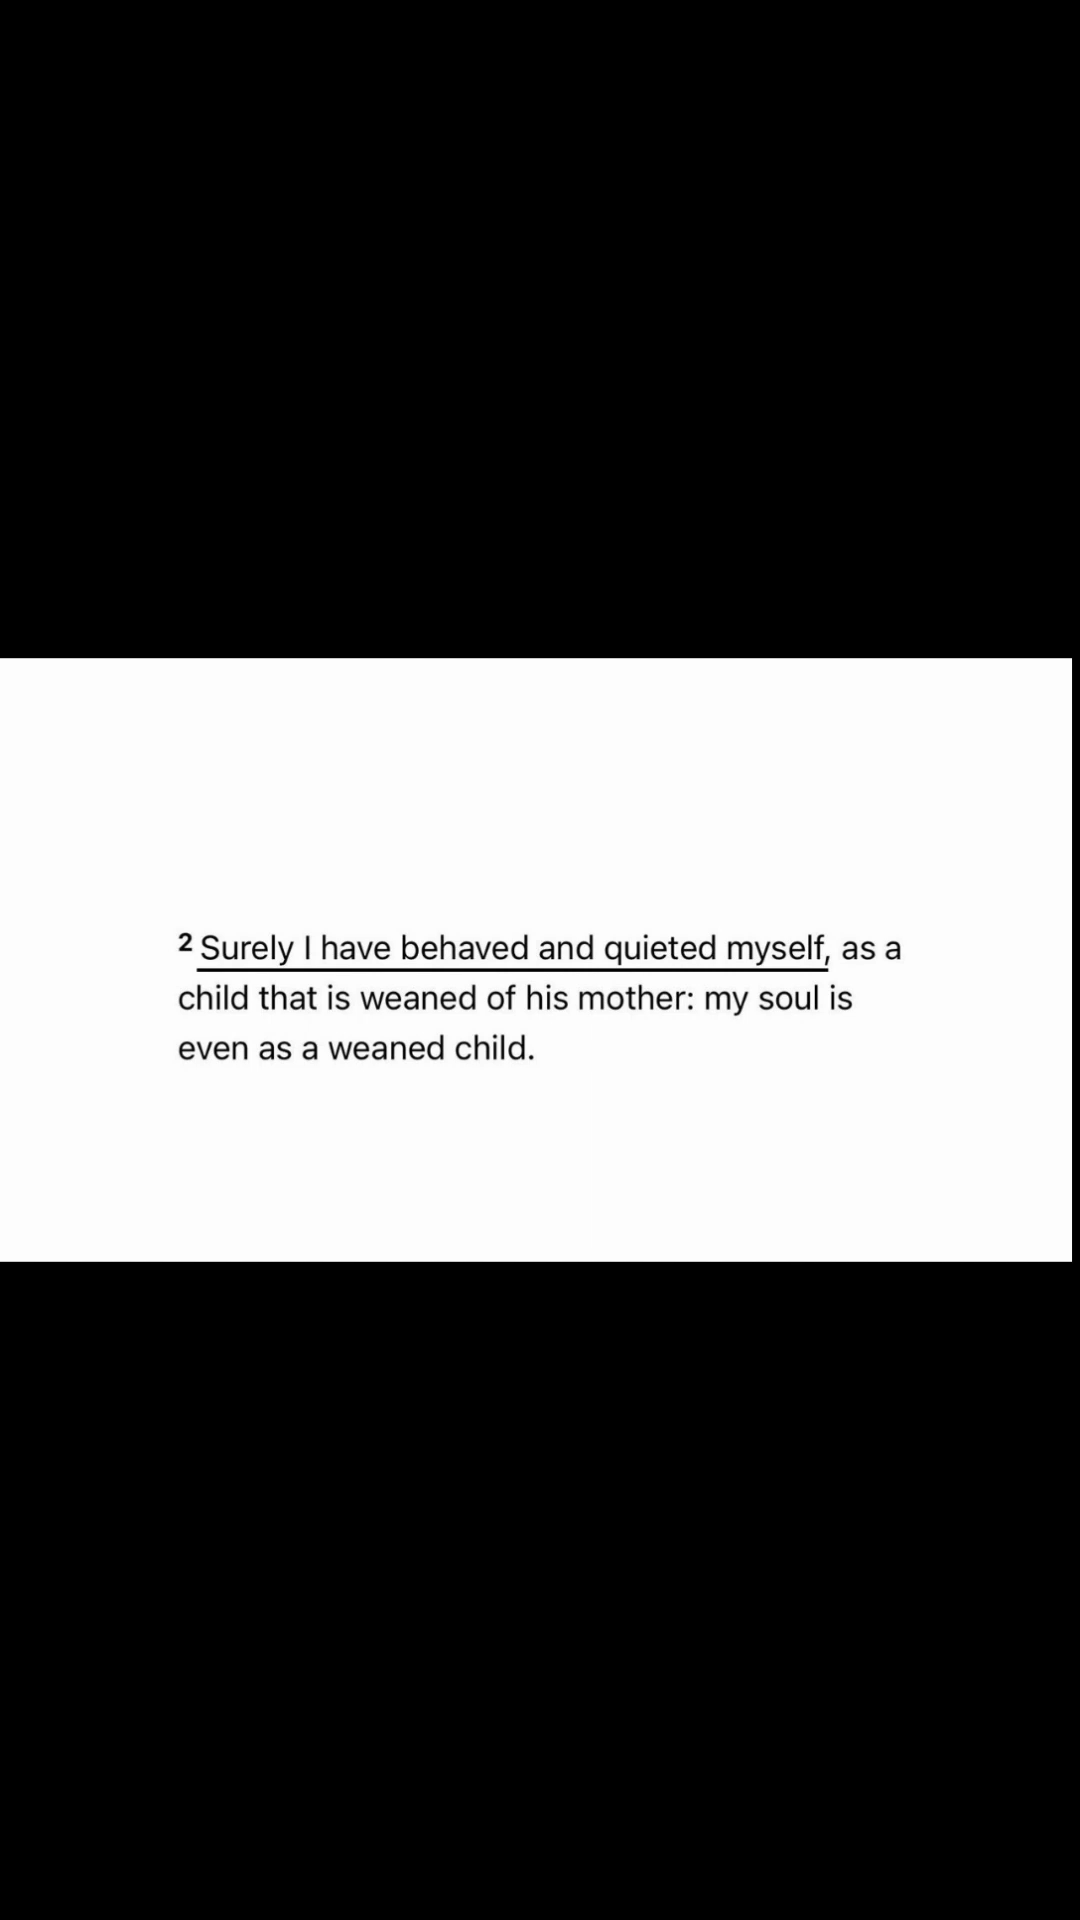 2 Surely I have behaved and quieted myself, as a
child that is weaned of his mother: my soul is
even as a weaned child.